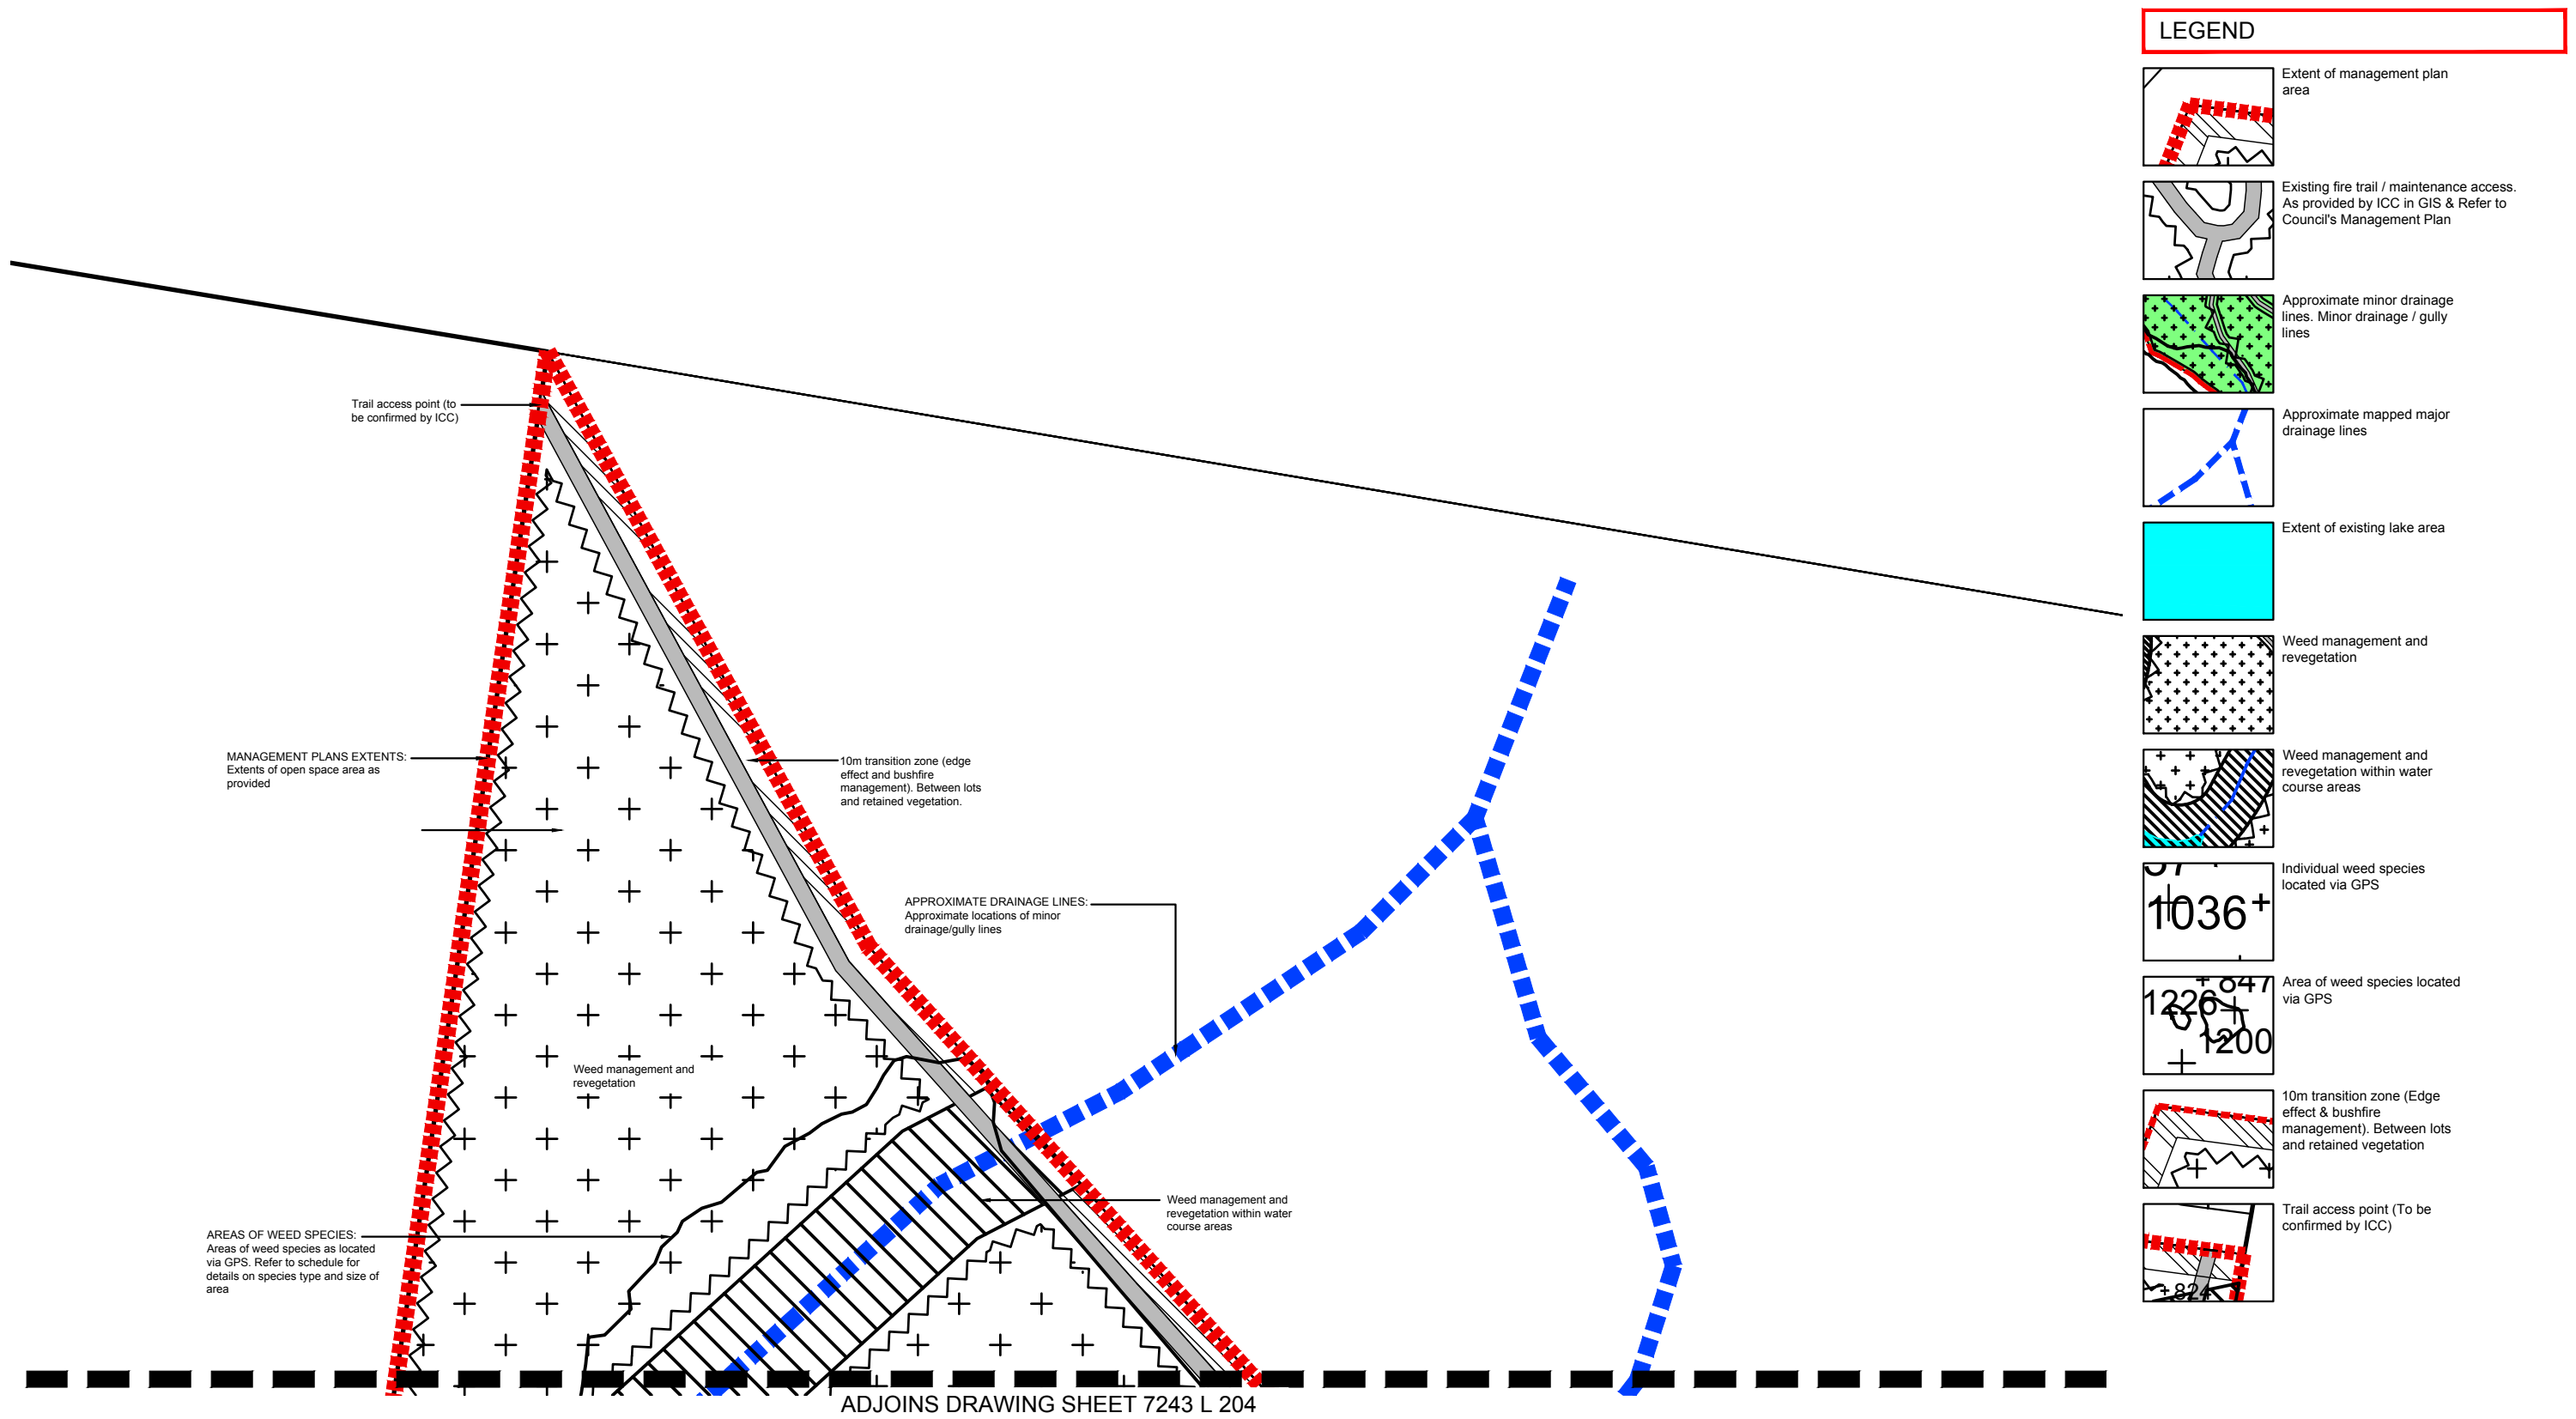 LEGEND
Extent of management plan
area
Existing fire trail / maintenance access.
As provided by ICC in GIS & Refer to
Council's Management Plan
Approximate minor drainage
lines. Minor drainage / gully
lines
Approximate mapped major
drainage lines
Extent of existing lake area
Weed management and
revegetation
Weed management and
revegetation within water
course areas
Individual weed species
located via GPS
1036
Area of weed species located
via GPS
847
1226
1200
10m transition zone (Edge
effect & bushfire
management). Between lots
and retained vegetation
Trail access point (To be
confirmed by ICC)
824
Trail access point (to
be confirmed by ICC)
MANAGEMENT PLANS EXTENTS:
Extents of open space area as
provided
10m transition zone (edge
effect and bushfire
management). Between lots
and retained vegetation.
APPROXIMATE DRAINAGE LINES:
Approximate locations of minor
drainage/gully lines
Weed management and
revegetation
AREAS OF WEED SPECIES:
Areas of weed species as located
via GPS. Refer to schedule for
details on species type and size of
area
Weed management and
revegetation within water
course areas
ADJOINS DRAWING SHEET 7243 L 204